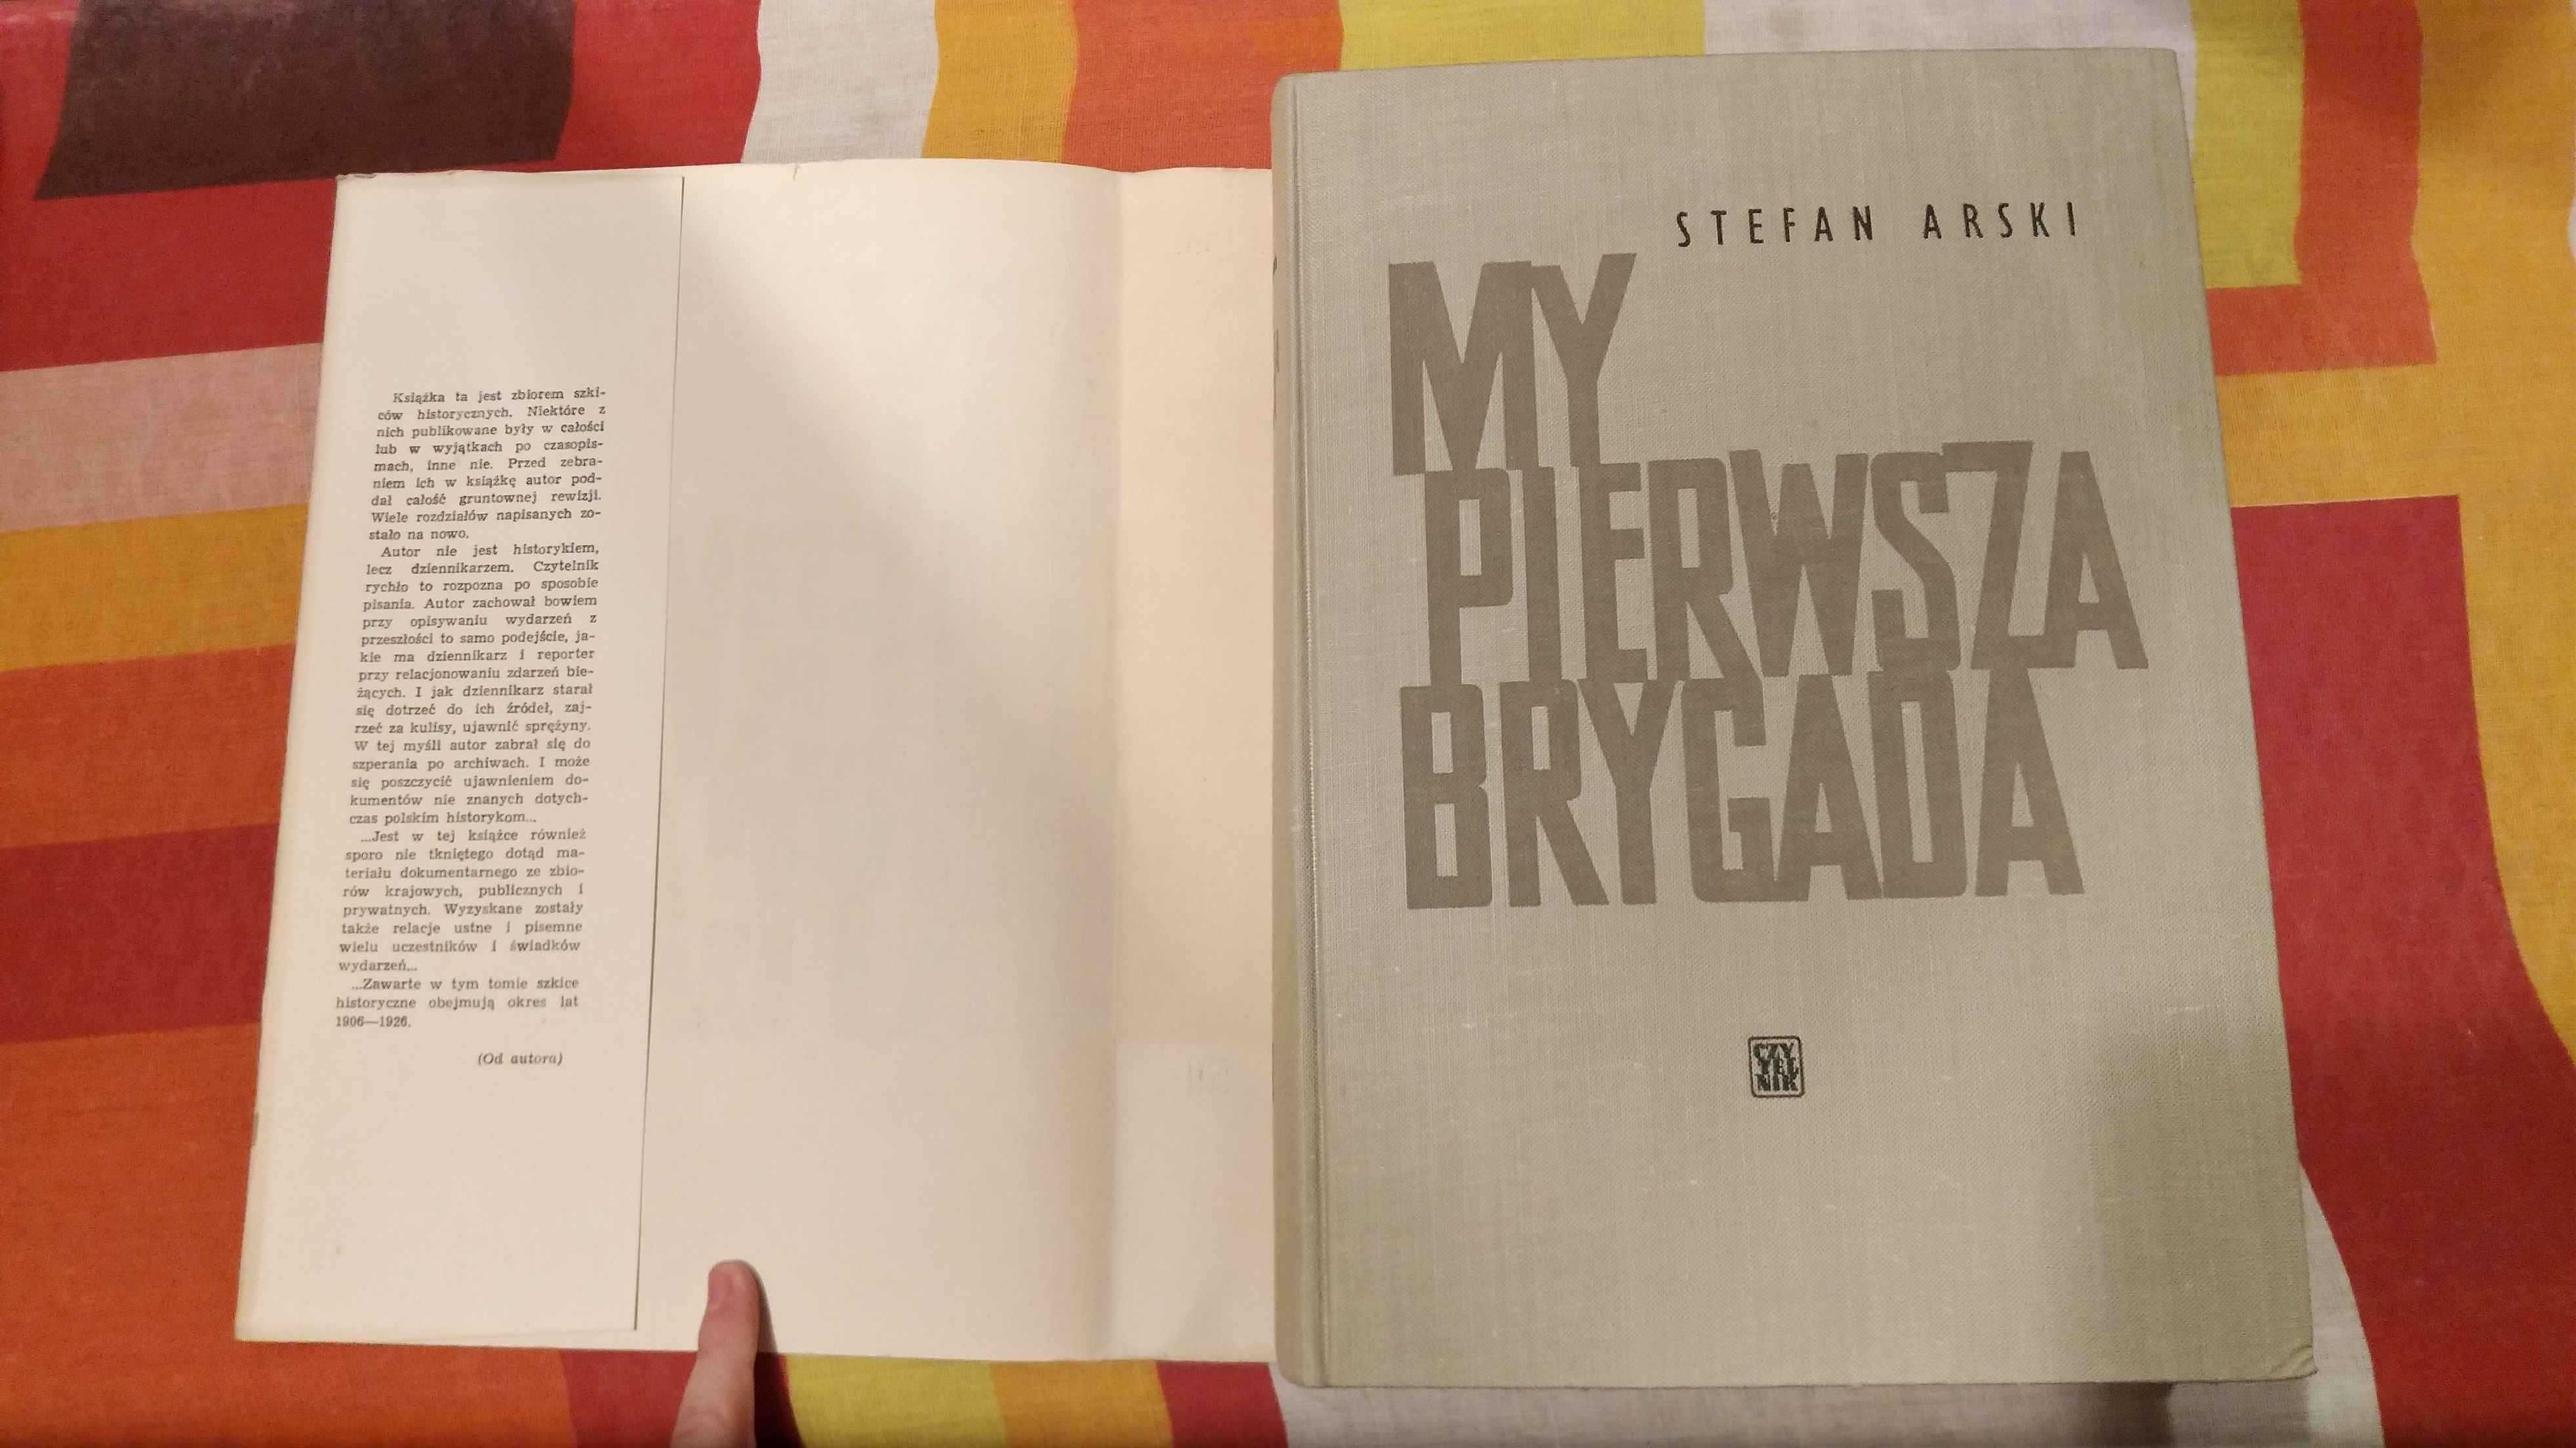 Książka ta jest zbiorem szki-
ców historycznych. Niektóre z
nich publikowane były w całości
lub w wyjątkach po czasopis-
mach, inne nie. Przed zebra-
niem ich w książkę autor pod-
dał całość gruntownej rewizji.
Wiele rozdziałów napisanych zo-
stało na nowo.
Autor nie jest historykiem,
lecz dziennikarzem. Czytelnik
rychło to rozpozna po sposobie
pisania. Autor zachował bowiem
przy opisywaniu wydarzeń z
przeszłości to samo podejście, ja-
kie ma dziennikarz i reporter
przy relacjonowaniu zdarzeń bie-
żących. I jak dziennikarz starał
się dotrzeć do ich źródeł, zaj-
rzeć za kulisy, ujawnić sprężyny.
W tej myśli autor zabrał się do
szperania po archiwach. I może
się poszczycić ujawnieniem do-
kumentów nie znanych dotych-
czas polskim historykom...
...Jest w tej książce również
sporo nie tkniętego dotąd ma-
teriału dokumentarnego ze zbio-
rów krajowych, publicznych i
prywatnych. Wyzyskane zostały
także relacje ustne i pisemne
wielu uczestników i świadków
wydarzeń...
...Zawarte w tym tomie szkice
historyczne obejmują okres lat
1906—1926.
(Od autora)
STEFAN ARSKI
MY
PIERWSZA
BRYGADA
CZY
TEL
NIK